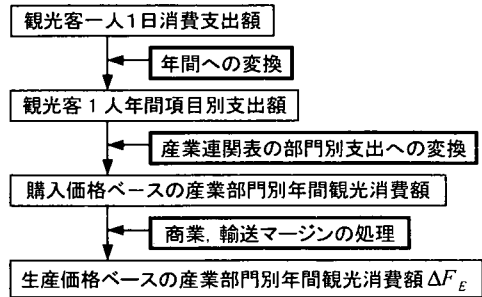 観光客一人1日消費支出額
年間への変換
観光客1人年間項目別支出額
産業連関表の部門別支出への変換
購入価格ベースの産業部門別年間観光消費額
商業,輸送マージンの処理
生産価格ベースの産業部門別年間観光消費額ΔF_E